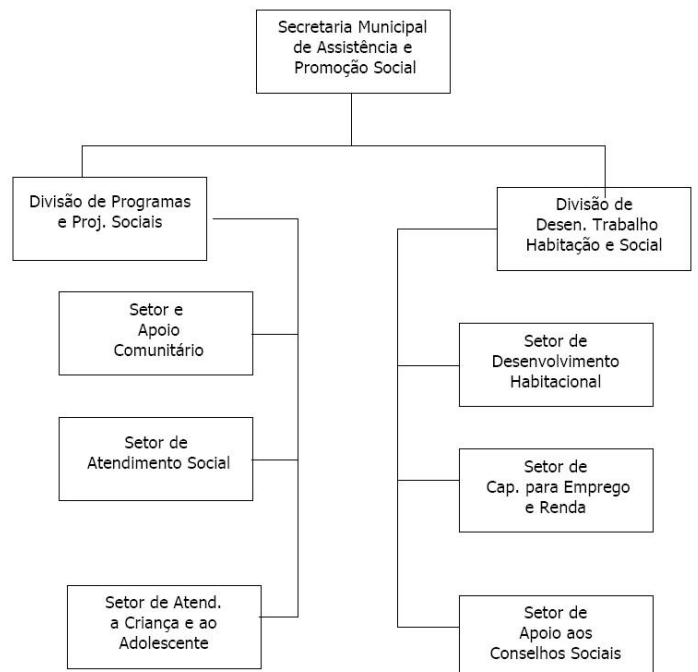 Secretaria Municipal
de Assistência e
Promoção Social
Divisão de Programas
e Proj. Sociais
Divisão de
Desen. Trabalho
Habitação e Social
Setor e
Apoio
Comunitário
Setor de
Atendimento Social
Setor de Atend.
a Criança e ao
Adolescente
Setor de
Desenvolvimento
Habitacional
Setor de
Cap. para Emprego
e Renda
Setor de
Apoio aos
Conselhos Sociais